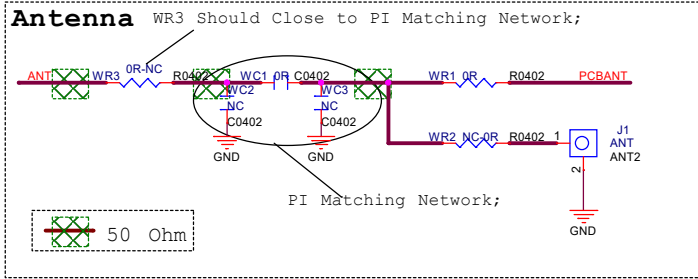 Antenna WR3 Should Close to PI Matching Network;
ANT WR3 0R-NC R0402 WC1 0R C0402 WR1 0R R0402 PCBANT
WC2 WC3
NC NC
C0402 C0402
WR2 NC-0R R0402 1 J1
ANT
ANT2
GND GND
2
PI Matching Network;
GND
50 Ohm